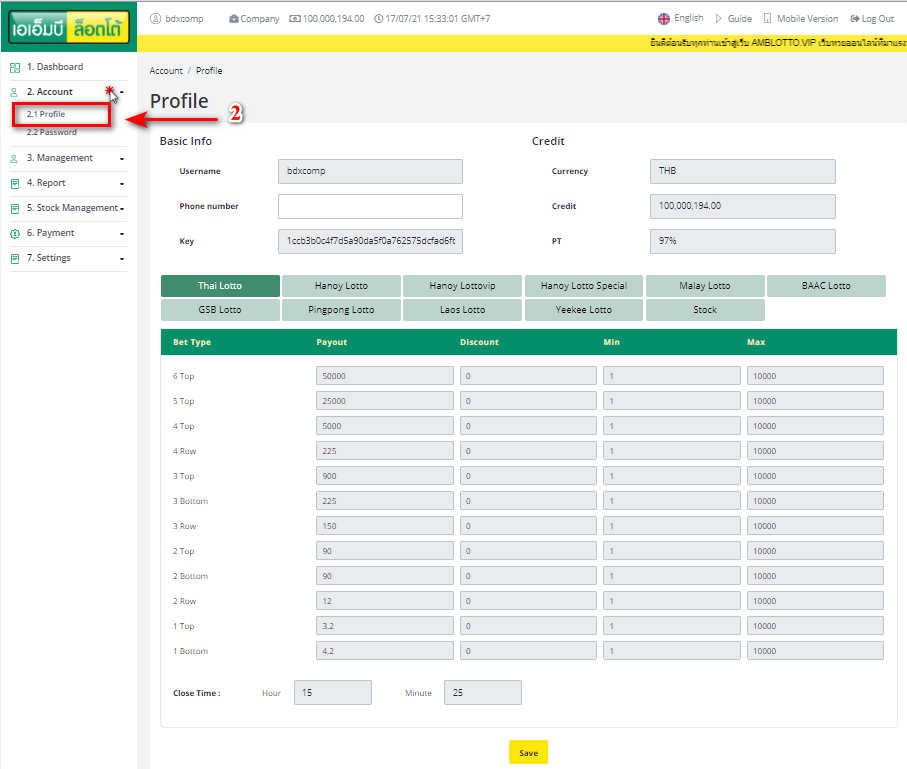 เอเอ็มบี ล็อตโต้
bdxcomp Company 100,000,194.00 17/07/21 15:33:01 GMT+7 English Guide Mobile Version Log Out
ยินดีต้อนรับทุกท่านเข้าสู่เว็บ AMBLOTTO.VIP เว็บหวยออนไลน์ที่มาแรง
1. Dashboard
2. Account
2.1 Profile
2.2 Password
3. Management
4. Report
5. Stock Management
6. Payment
7. Settings
2
Account / Profile
Profile
Basic Info Credit
Username bdxcomp Currency THB
Phone number Credit 100,000,194.00
Key 1ccb3b0c4f7d5a90da5f0a762575dcfad6ft PT 97%
Thai Lotto Hanoy Lotto Hanoy Lottovip Hanoy Lotto Special Malay Lotto BAAC Lotto
GSB Lotto Pingpong Lotto Laos Lotto Yeekee Lotto Stock
Bet Type Payout Discount Min Max
6 Top 50000 0 1 10000
5 Top 25000 0 1 10000
4 Top 5000 0 1 10000
4 Row 225 0 1 10000
3 Top 900 0 1 10000
3 Bottom 225 0 1 10000
3 Row 150 0 1 10000
2 Top 90 0 1 10000
2 Bottom 90 0 1 10000
2 Row 12 0 1 10000
1 Top 3.2 0 1 10000
1 Bottom 4.2 0 1 10000
Close Time : Hour 15 Minute 25
Save